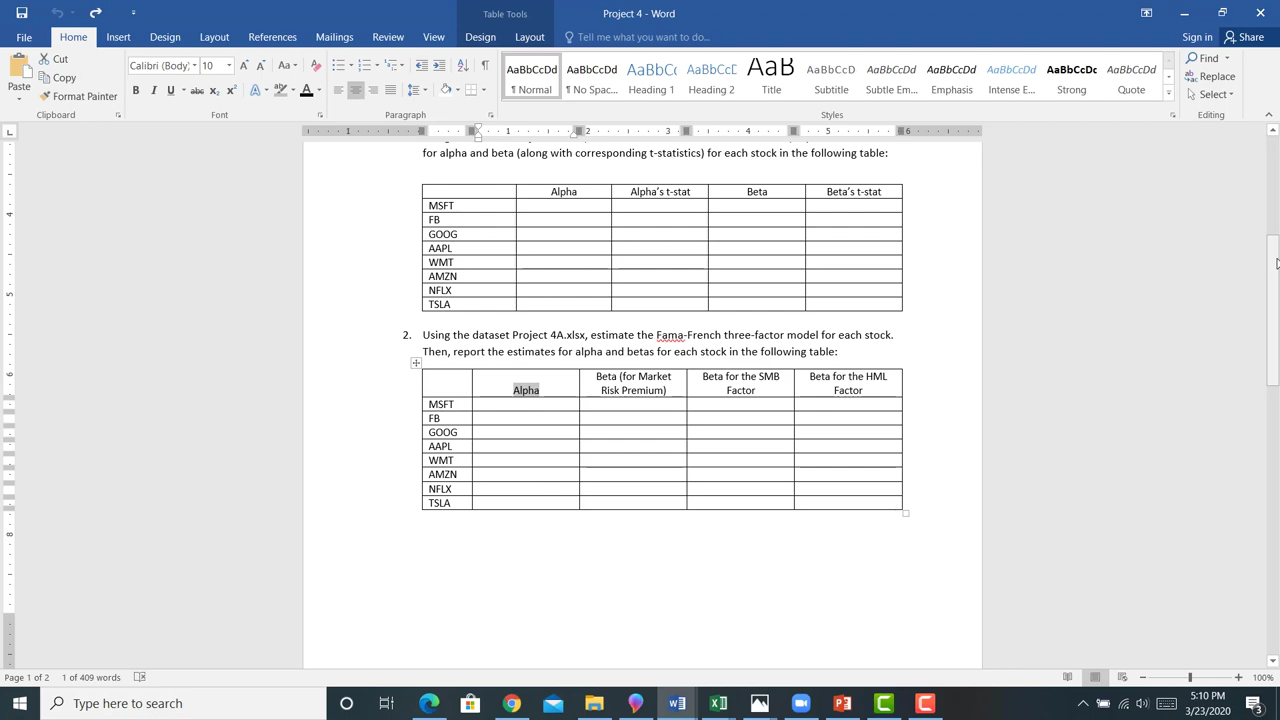 Table Tools
Project 4 - Word
File
Home
Insert
Design
Layout
References
Mailings
Review
View
Design
Layout
Tell me what you want to do...
Sign in
Share
Paste
Cut
Copy
Format Painter
Clipboard
Calibri (Body)
10
Font
Paragraph
AaBbCcDd
¶ Normal
AaBbCcDd
¶ No Spac...
AaBbCc
Heading 1
AaBbCcD
Heading 2
AaB
Title
AaBbCcD
Subtitle
AaBbCcDd
Subtle Em...
AaBbCcDd
Emphasis
AaBbCcDd
Intense E...
AaBbCcDc
Strong
AaBbCcDd
Quote
Styles
Find
Replace
Select
Editing
for alpha and beta (along with corresponding t-statistics) for each stock in the following table:
Alpha Alpha's t-stat Beta Beta's t-stat
MSFT
FB
GOOG
AAPL
WMT
AMZN
NFLX
TSLA
2. Using the dataset Project 4A.xlsx, estimate the Fama-French three-factor model for each stock.
Then, report the estimates for alpha and betas for each stock in the following table:
Alpha
Beta (for Market
Risk Premium)
Beta for the SMB
Factor
Beta for the HML
Factor
MSFT
FB
GOOG
AAPL
WMT
AMZN
NFLX
TSLA
Page 1 of 2
1 of 409 words
100%
Type here to search
5:10 PM
3/23/2020
3